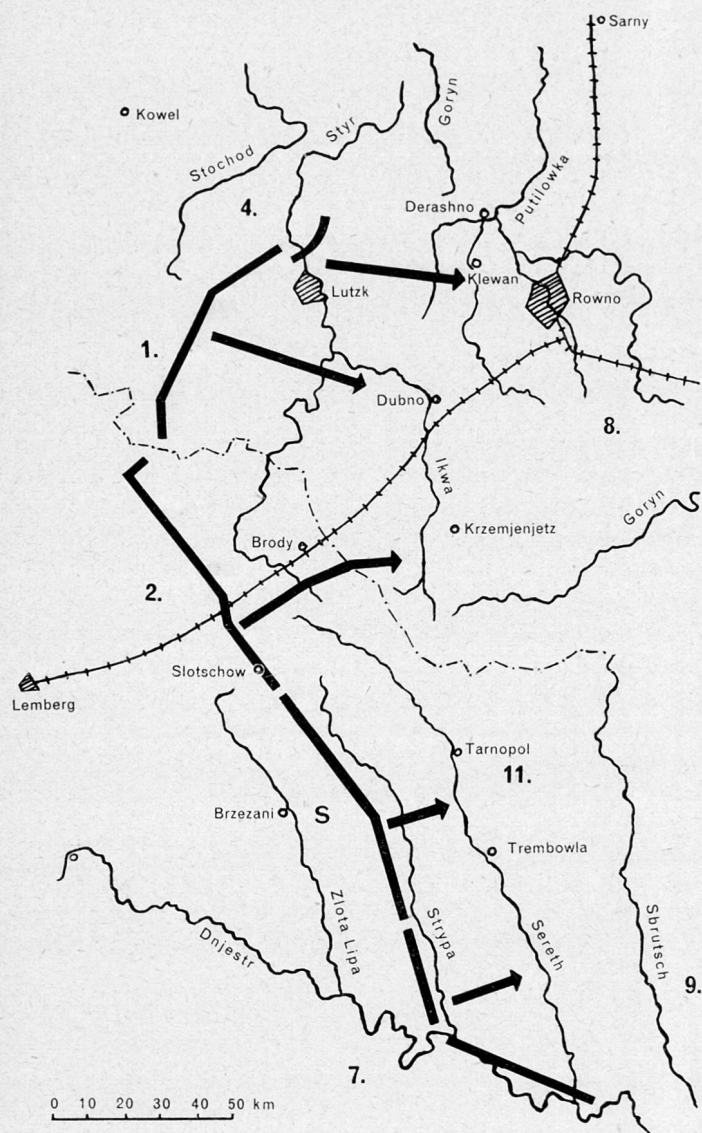 Sarny
Kowel
Goryn
Styr
Stochod
Putilowka
4.
Derashno
Klewan
Lutzk
Rowno
1.
Dubno
8.
Ikwa
Goryn
Krzemjenjetz
Brody
2.
Slotschow
Lemberg
Tarnopol
11.
Brzezani
S
Trembowla
Zlota Lipa
Strypa
Sereth
Sbrutsch
Dnjestr
9.
7.
0 10 20 30 40 50 km